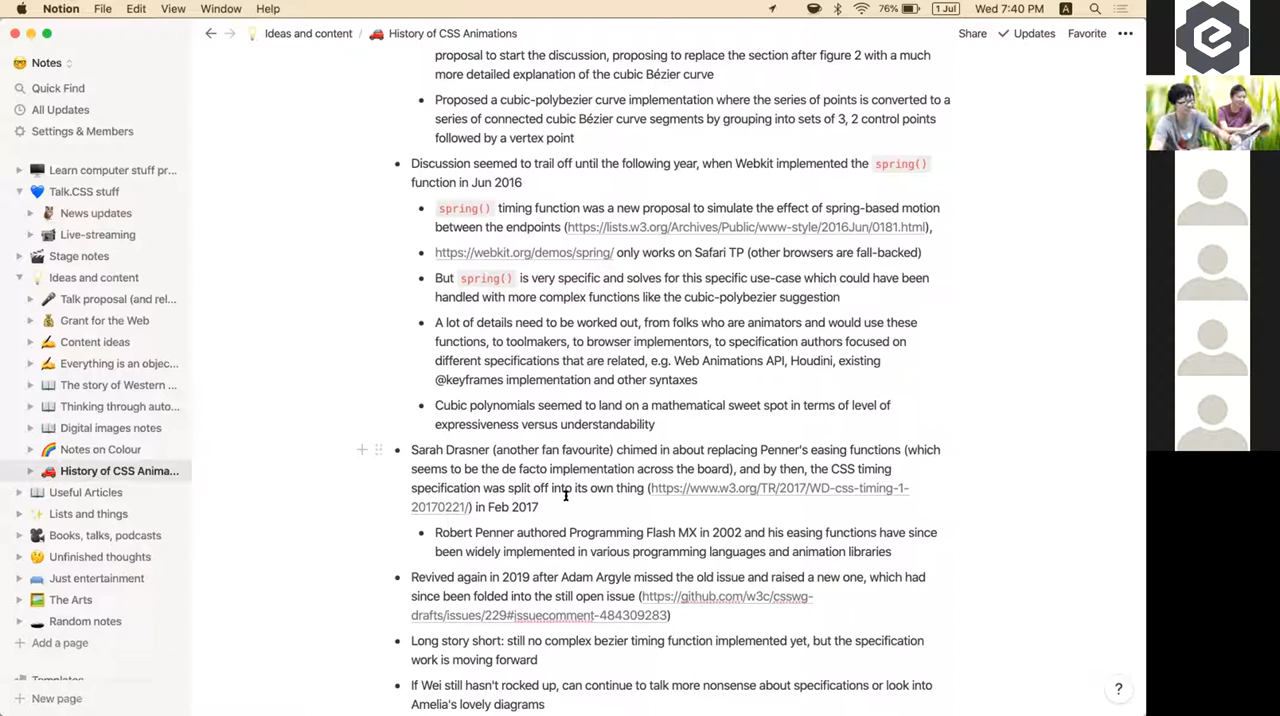 Notion File Edit View Window Help
76% 1 Jul Wed 7:40 PM A
Ideas and content / History of CSS Animations
Share Updates Favorite
Notes
Quick Find
All Updates
Settings & Members
Learn computer stuff pr...
Talk.CSS stuff
News updates
Live-streaming
Stage notes
Ideas and content
Talk proposal (and rel...
Grant for the Web
Content ideas
Everything is an objec...
The story of Western ...
Thinking through auto...
Digital images notes
Notes on Colour
History of CSS Anima...
Useful Articles
Lists and things
Books, talks, podcasts
Unfinished thoughts
Just entertainment
The Arts
Random notes
Add a page
Templates
New page
proposal to start the discussion, proposing to replace the section after figure 2 with a much
more detailed explanation of the cubic Bézier curve
Proposed a cubic-polybezier curve implementation where the series of points is converted to a
series of connected cubic Bézier curve segments by grouping into sets of 3, 2 control points
followed by a vertex point
Discussion seemed to trail off until the following year, when Webkit implemented the spring()
function in Jun 2016
spring() timing function was a new proposal to simulate the effect of spring-based motion
between the endpoints (https://lists.w3.org/Archives/Public/www-style/2016Jun/0181.html),
https://webkit.org/demos/spring/ only works on Safari TP (other browsers are fall-backed)
But spring() is very specific and solves for this specific use-case which could have been
handled with more complex functions like the cubic-polybezier suggestion
A lot of details need to be worked out, from folks who are animators and would use these
functions, to toolmakers, to browser implementors, to specification authors focused on
different specifications that are related, e.g. Web Animations API, Houdini, existing
@keyframes implementation and other syntaxes
Cubic polynomials seemed to land on a mathematical sweet spot in terms of level of
expressiveness versus understandability
Sarah Drasner (another fan favourite) chimed in about replacing Penner's easing functions (which
seems to be the de facto implementation across the board), and by then, the CSS timing
specification was split off into its own thing (https://www.w3.org/TR/2017/WD-css-timing-1-
20170221/) in Feb 2017
Robert Penner authored Programming Flash MX in 2002 and his easing functions have since
been widely implemented in various programming languages and animation libraries
Revived again in 2019 after Adam Argyle missed the old issue and raised a new one, which had
since been folded into the still open issue (https://github.com/w3c/csswg-
drafts/issues/229#issuecomment-484309283)
Long story short: still no complex bezier timing function implemented yet, but the specification
work is moving forward
If Wei still hasn't rocked up, can continue to talk more nonsense about specifications or look into
Amelia's lovely diagrams
?